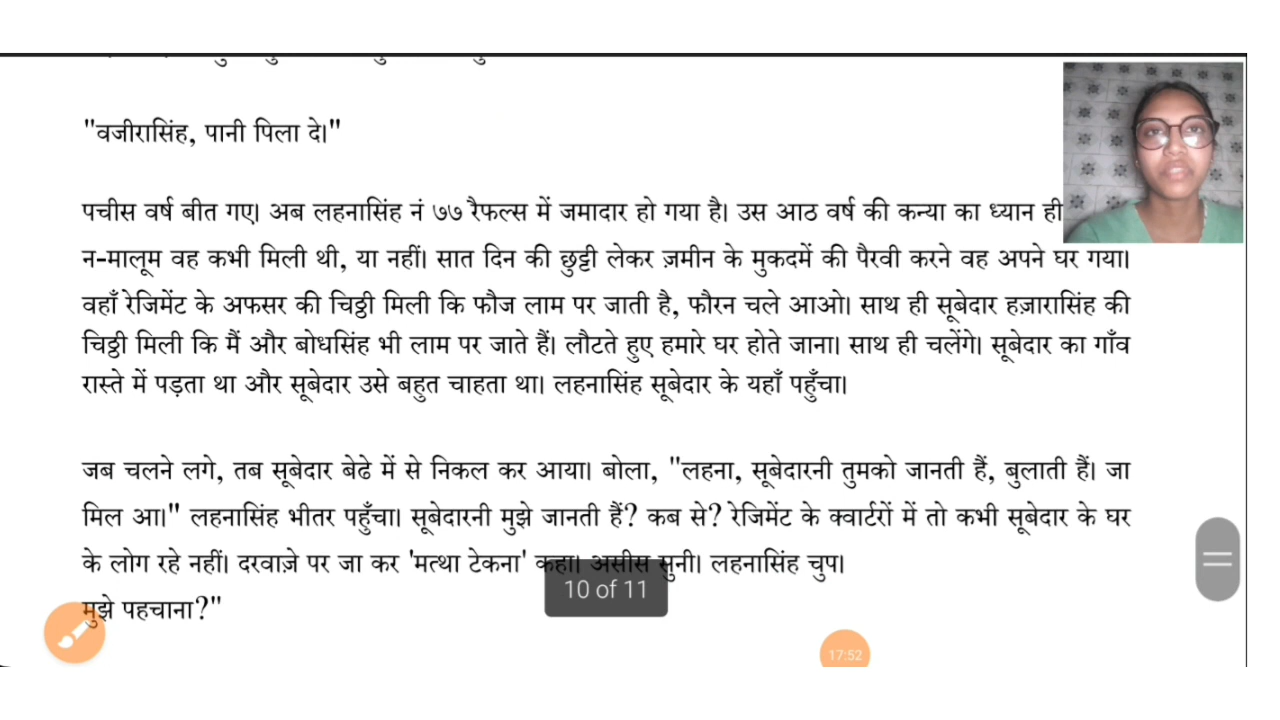 "वजीरासिंह, पानी पिला दे।"
पचीस वर्ष बीत गए। अब लहनासिंह नं ७७ रैफल्स में जमादार हो गया है। उस आठ वर्ष की कन्या का ध्यान ही
न-मालूम वह कभी मिली थी, या नहीं। सात दिन की छुट्टी लेकर ज़मीन के मुकदमें की पैरवी करने वह अपने घर गया।
वहाँ रेजिमेंट के अफसर की चिठ्ठी मिली कि फौज लाम पर जाती है, फौरन चले आओ। साथ ही सूबेदार हज़ारासिंह की
चिठ्ठी मिली कि मैं और बोधसिंह भी लाम पर जाते हैं। लौटते हुए हमारे घर होते जाना। साथ ही चलेंगे। सूबेदार का गाँव
रास्ते में पड़ता था और सूबेदार उसे बहुत चाहता था। लहनासिंह सूबेदार के यहाँ पहुँचा।
जब चलने लगे, तब सूबेदार बेढे में से निकल कर आया। बोला, "लहना, सूबेदारनी तुमको जानती हैं, बुलाती हैं। जा
मिल आ।" लहनासिंह भीतर पहुँचा। सूबेदारनी मुझे जानती हैं? कब से? रेजिमेंट के क्वार्टरों में तो कभी सूबेदार के घर
के लोग रहे नहीं। दरवाज़े पर जा कर 'मत्था टेकना' कहा। असीस सुनी। लहनासिंह चुप।
10 of 11
मुझे पहचाना?"
17:52